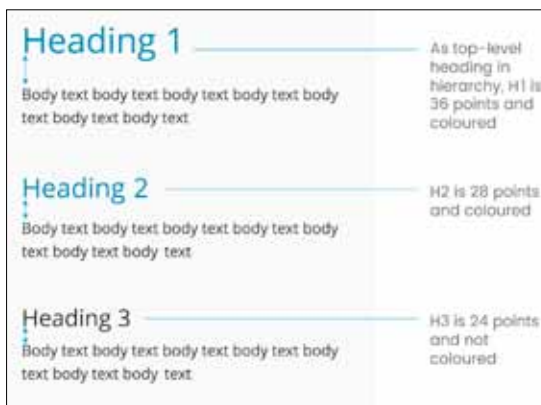 Heading 1
As top-level
heading in
hierarchy, H1 is
36 points and
coloured
Body text body text body text body text body
text body text body text
Heading 2
H2 is 28 points
and coloured
Body text body text body text body text body
text body text body text
Heading 3
H3 is 24 points
and not
coloured
Body text body text body text body text body
text body text body text